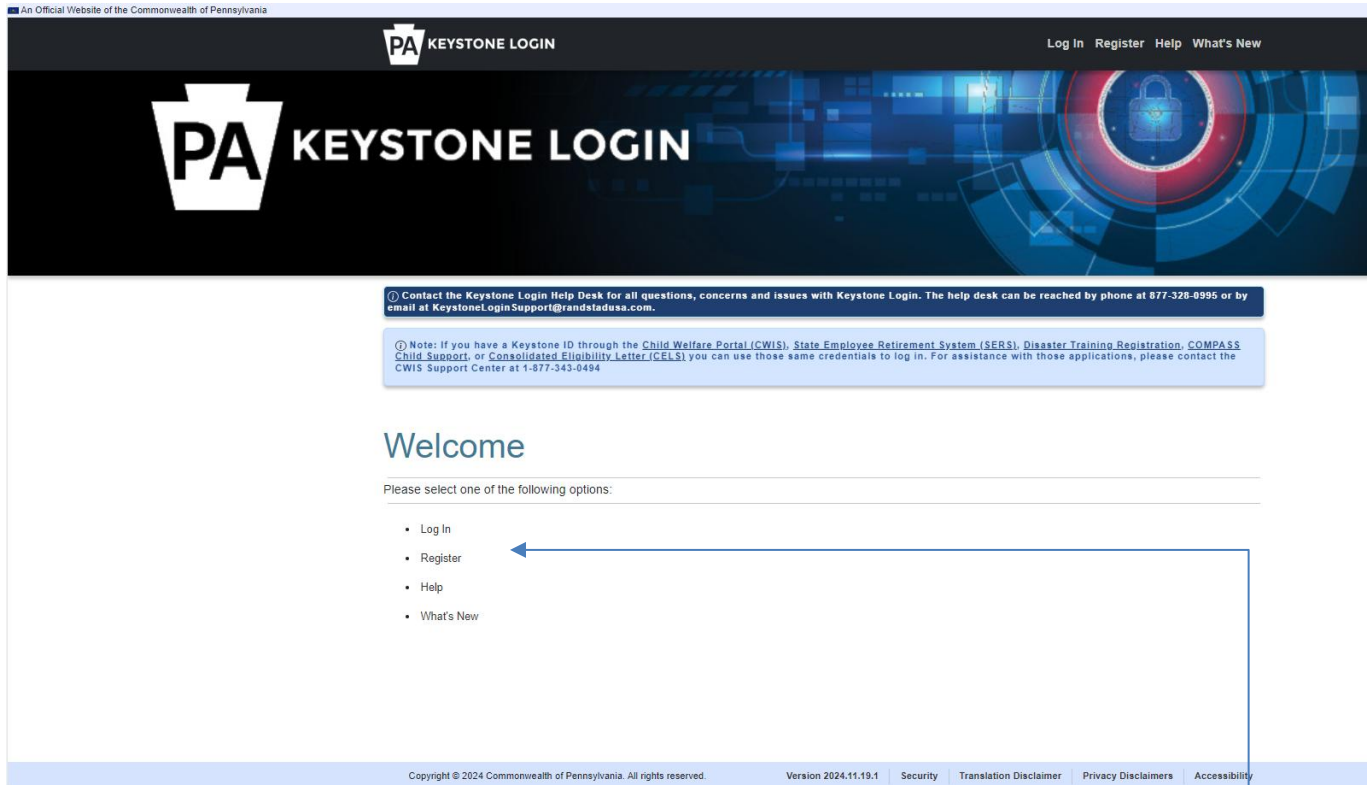 An Official Website of the Commonwealth of Pennsylvania
PA KEYSTONE LOGIN
Log In Register Help What's New
PA KEYSTONE LOGIN
Contact the Keystone Login Help Desk for all questions, concerns and issues with Keystone Login. The help desk can be reached by phone at 877-328-0995 or by
email at KeystoneLoginSupport@randstadusa.com.
Note: If you have a Keystone ID through the Child Welfare Portal (CWIS), State Employee Retirement System (SERS), Disaster Training Registration, COMPASS
Child Support, or Consolidated Eligibility Letter (CELS) you can use those same credentials to log in. For assistance with those applications, please contact the
CWIS Support Center at 1-877-343-0494
Welcome
Please select one of the following options:
• Log In
• Register
• Help
• What's New
Copyright © 2024 Commonwealth of Pennsylvania. All rights reserved. Version 2024.11.19.1 Security Translation Disclaimer Privacy Disclaimers Accessibility